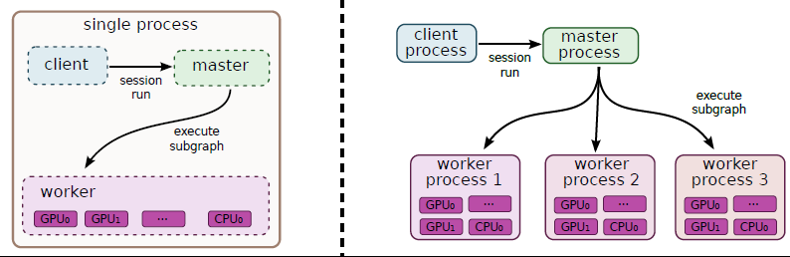 single process
client
master
session
run
execute
subgraph
worker
GPU₀
GPU₁
...
CPU₀
client
process
master
process
session
run
execute
subgraph
worker
process 1
GPU₀
...
GPU₁
CPU₀
worker
process 2
GPU₀
...
GPU₁
CPU₀
worker
process 3
GPU₀
...
GPU₁
CPU₀